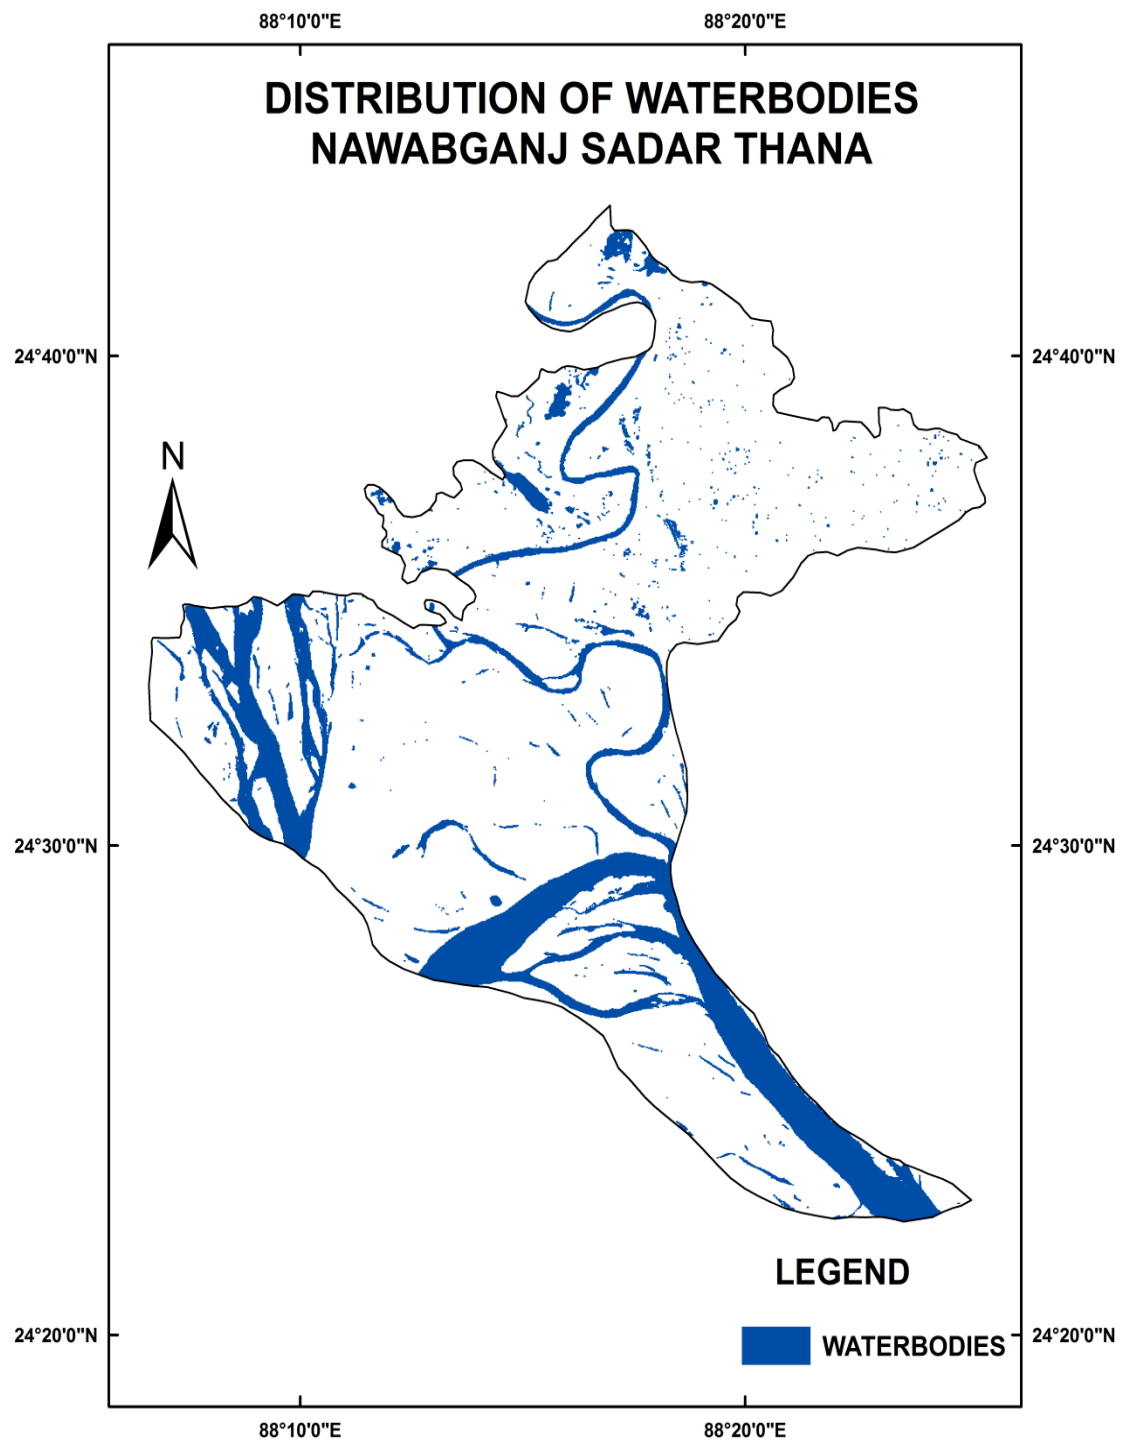 88°10'0"E 88°20'0"E
DISTRIBUTION OF WATERBODIES
NAWABGANJ SADAR THANA
24°40'0"N 24°40'0"N
N
24°30'0"N 24°30'0"N
LEGEND
24°20'0"N 24°20'0"N
WATERBODIES
88°10'0"E 88°20'0"E